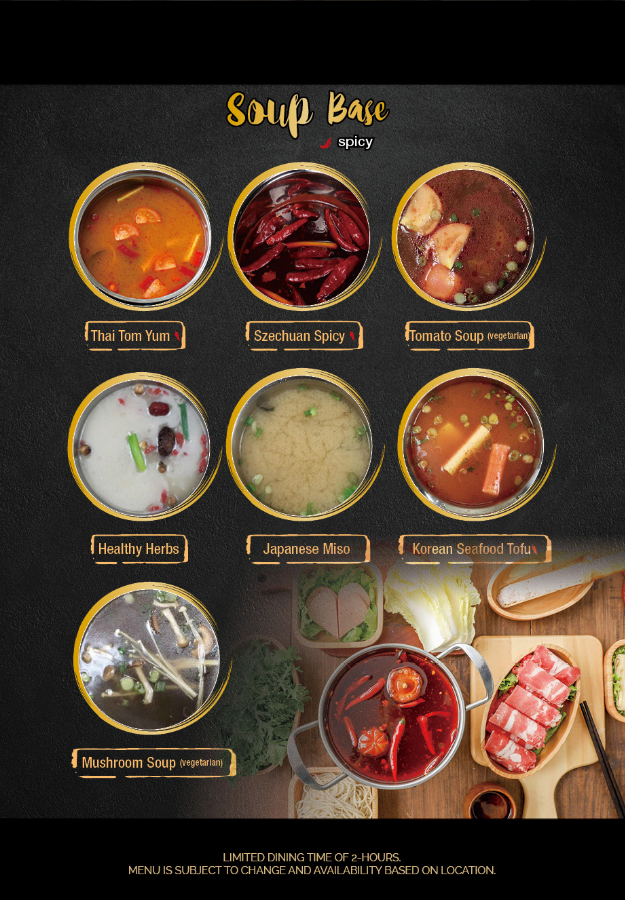 Soup Base
spicy
Thai Tom Yum
Szechuan Spicy
Tomato Soup (vegetarian)
Healthy Herbs
Japanese Miso
Korean Seafood Tofu
Mushroom Soup (vegetarian)
LIMITED DINING TIME OF 2-HOURS.
MENU IS SUBJECT TO CHANGE AND AVAILABILITY BASED ON LOCATION.